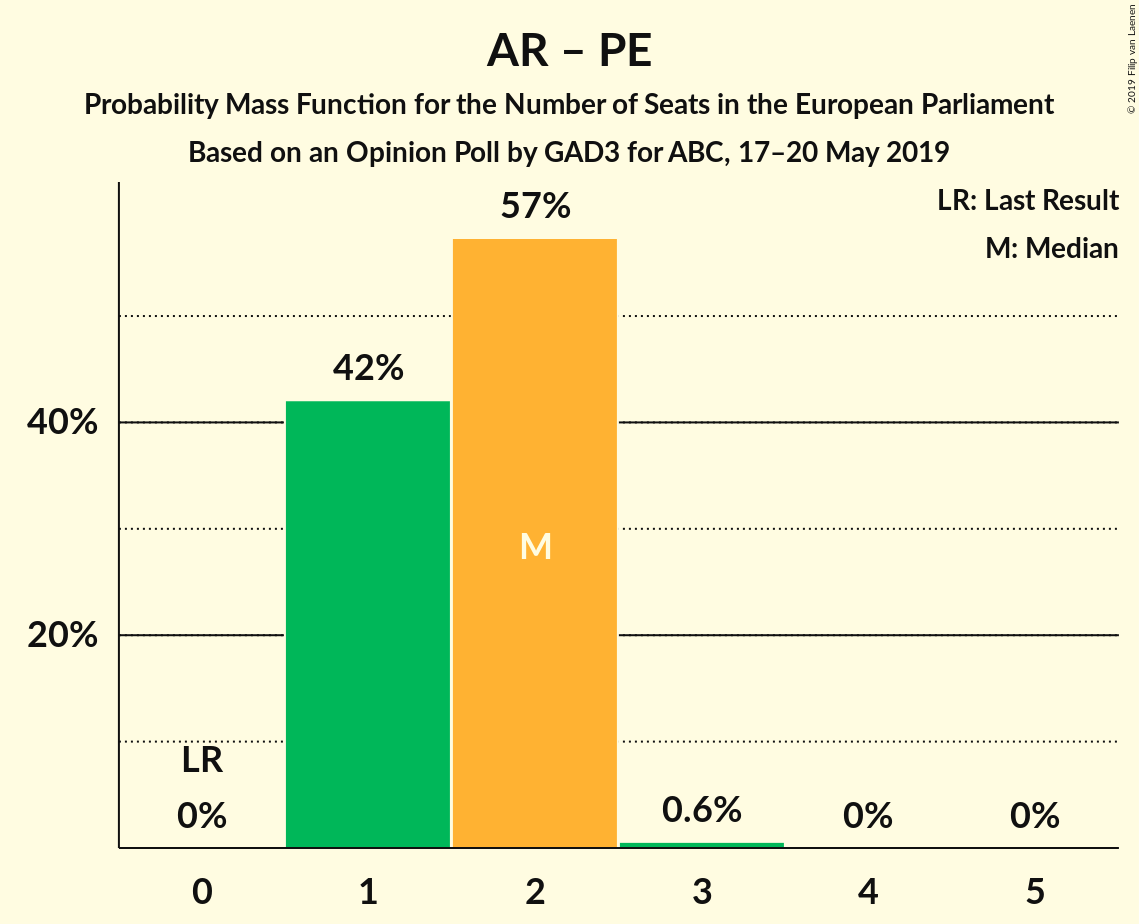 AR – PE
Probability Mass Function for the Number of Seats in the European Parliament
Based on an Opinion Poll by GAD3 for ABC, 17–20 May 2019
© 2019 Filip van Laenen
LR: Last Result
M: Median
57%
42%
40%
M
20%
LR
0%
0.6%
0%
0%
0
1
2
3
4
5